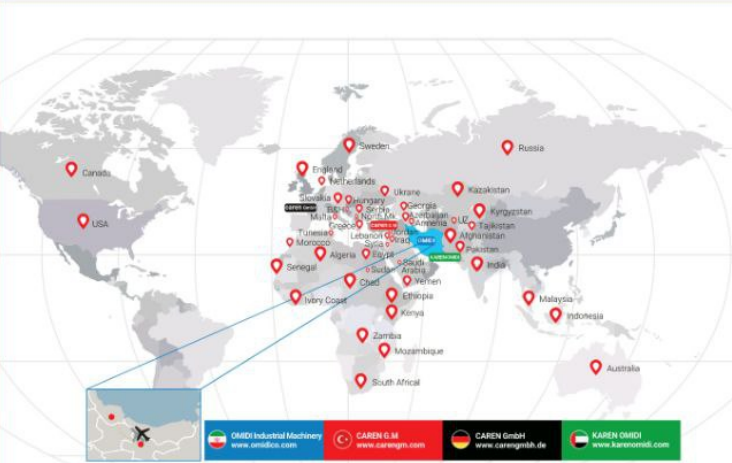 Sweden
Russia
England
Canada
Netherlands
Ukrane
Kazakistan
Slovakia
Hungary
Georgia
CAREN GmbH
B&H
Serbia
Kyrgyzstan
Azerbaijan
Malta
North Mk.
UZ
USA
Armenia
Tajikistan
Greece
CAREN G.M
Tunesia
Lebanon
Jordan
Afghanistan
Morocco
Syria
Iraq
OMIDI
Pakistan
Algeria
Egypt
KAREN OMIDI
Senegal
Saudi
Arabia
India
Sudan
Chad
Yemen
Ivory Coast
Ethiopia
Malaysia
Kenya
Indonesia
Zambia
Mozambique
Australia
South Africal
OMIDI Industrial Machinery
www.omidico.com
CAREN G.M
www.carengm.com
CAREN GmbH
www.carengmbh.de
KAREN OMIDI
www.karenomidi.com